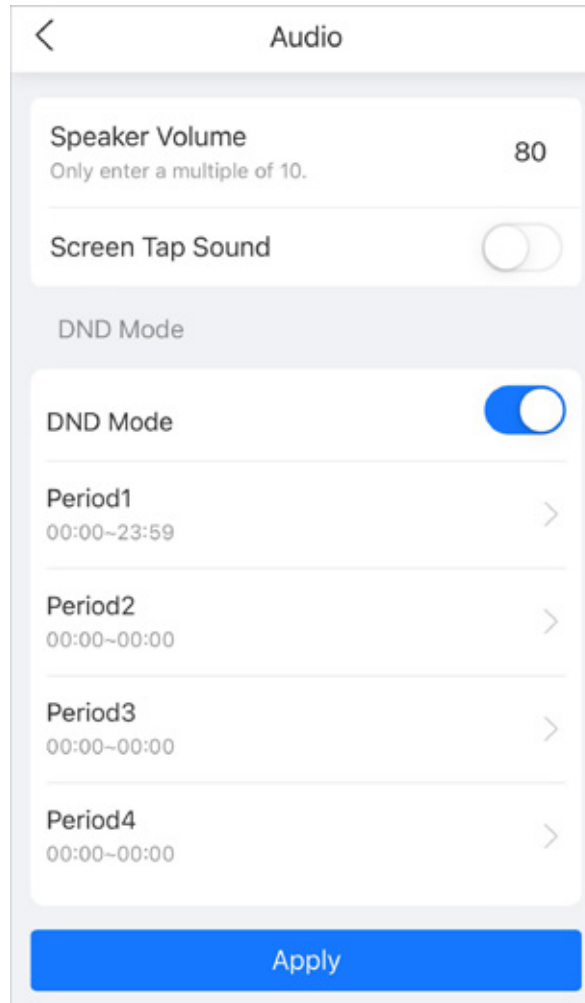 Audio
Speaker Volume
Only enter a multiple of 10.
80
Screen Tap Sound
DND Mode
DND Mode
Period1
00:00~23:59
Period2
00:00~00:00
Period3
00:00~00:00
Period4
00:00~00:00
Apply